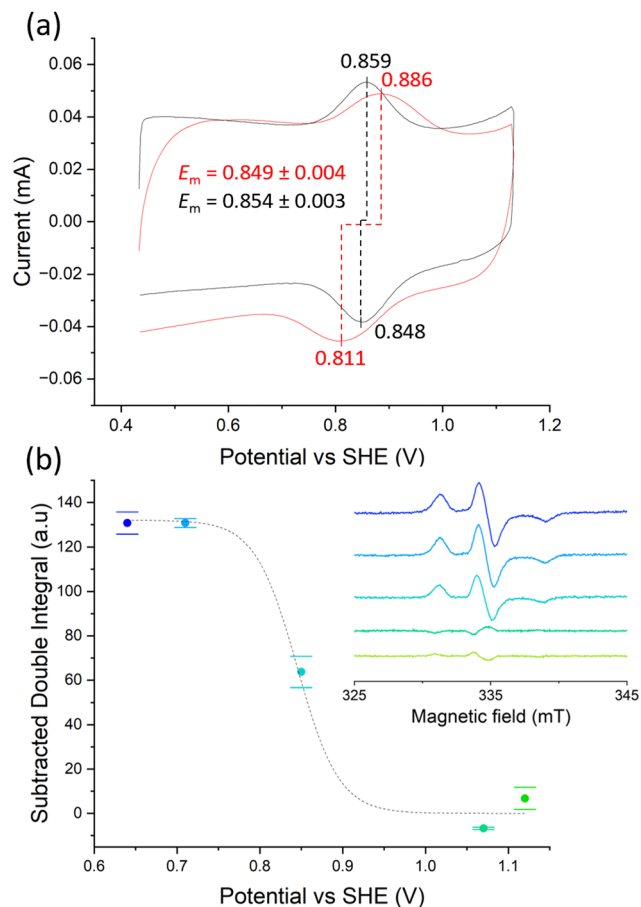 (a)
0.859
0.886
0.06
0.04
0.02
0.00
−0.02
−0.04
−0.06
Current (mA)
Em = 0.849 ± 0.004
Em = 0.854 ± 0.003
0.848
0.811
0.4 0.6 0.8 1.0 1.2
Potential vs SHE (V)
(b)
140
120
100
80
60
40
20
0
Subtracted Double Integral (a.u)
325 335 345
Magnetic field (mT)
0.6 0.7 0.8 0.9 1.0 1.1
Potential vs SHE (V)